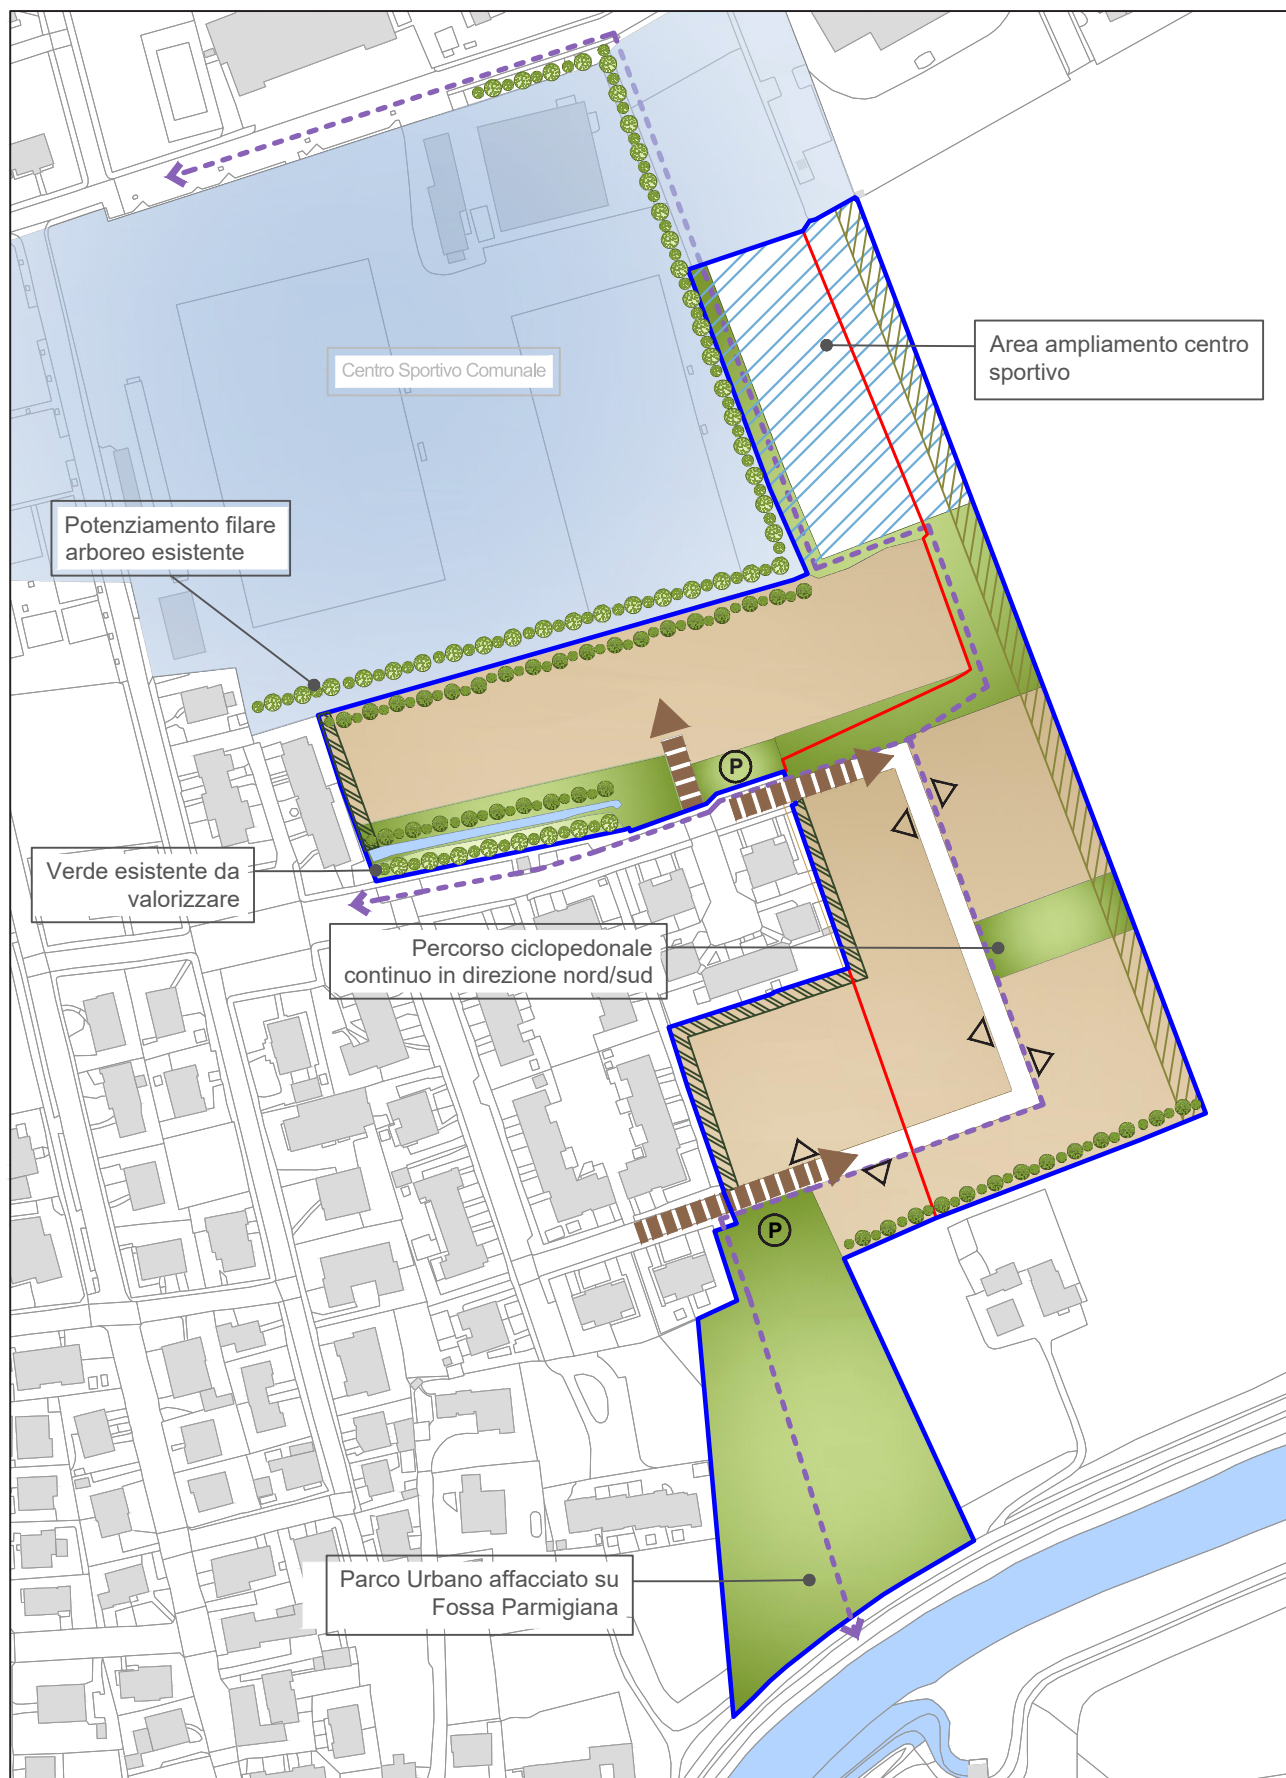 Area ampliamento centro
sportivo
Centro Sportivo Comunale
Potenziamento filare
arboreo esistente
P
Verde esistente da
valorizzare
Percorso ciclopedonale
continuo in direzione nord/sud
P
Parco Urbano affacciato su
Fossa Parmigiana